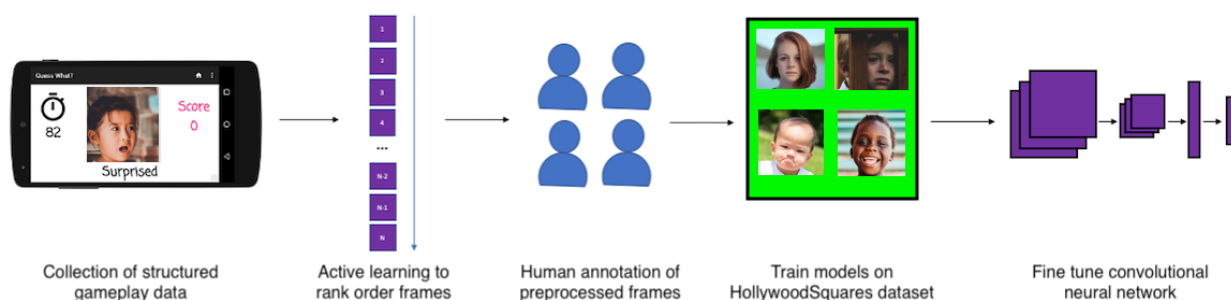 Guess What?
82
Score
0
Surprised
1
2
3
4
...
N-2
N-1
N
Collection of structured
gameplay data
Active learning to
rank order frames
Human annotation of
preprocessed frames
Train models on
HollywoodSquares dataset
Fine tune convolutional
neural network